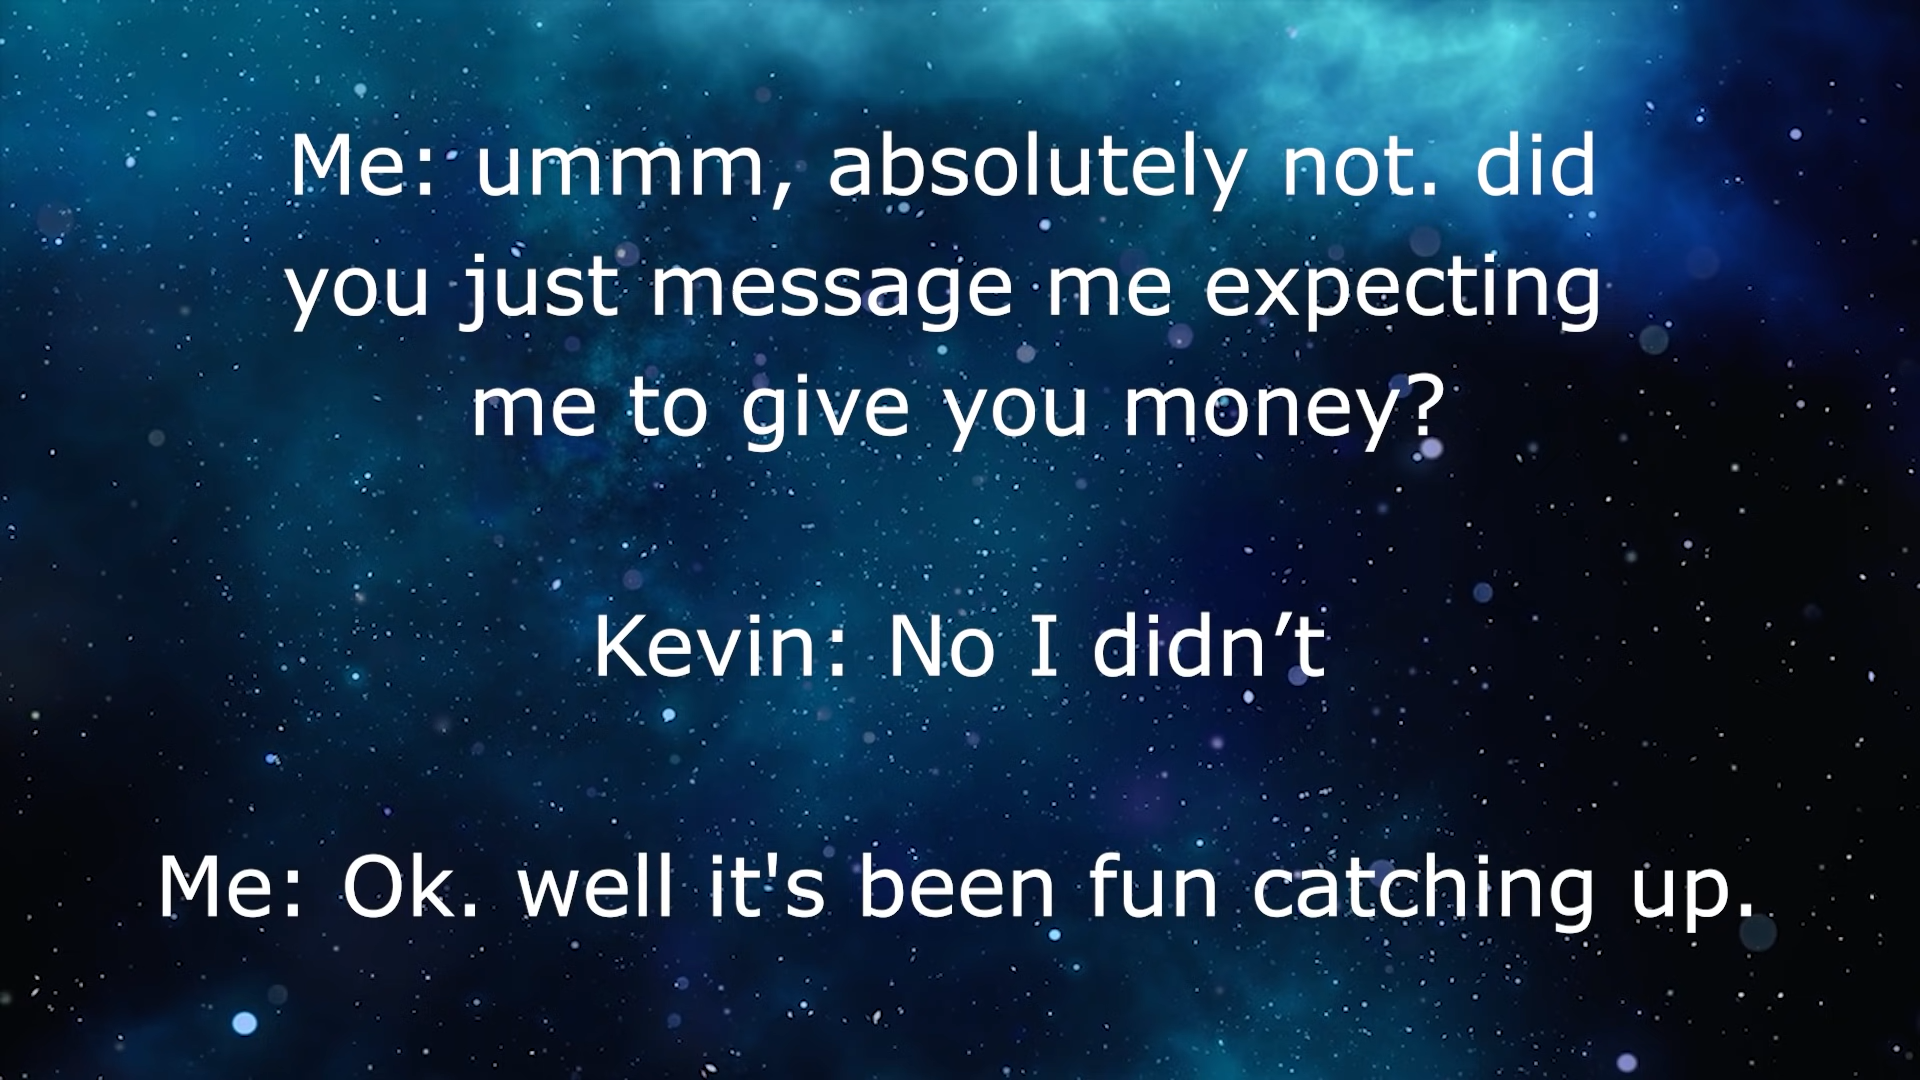 Me: ummm, absolutely not. did
you just message me expecting
me to give you money?
Kevin: No I didn’t
Me: Ok. well it's been fun catching up.